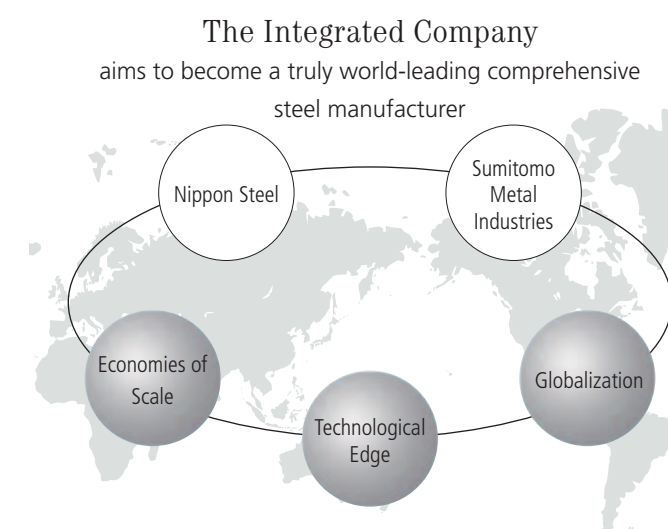 The Integrated Company
aims to become a truly world-leading comprehensive
steel manufacturer
Nippon Steel
Sumitomo
Metal
Industries
Economies of
Scale
Technological
Edge
Globalization